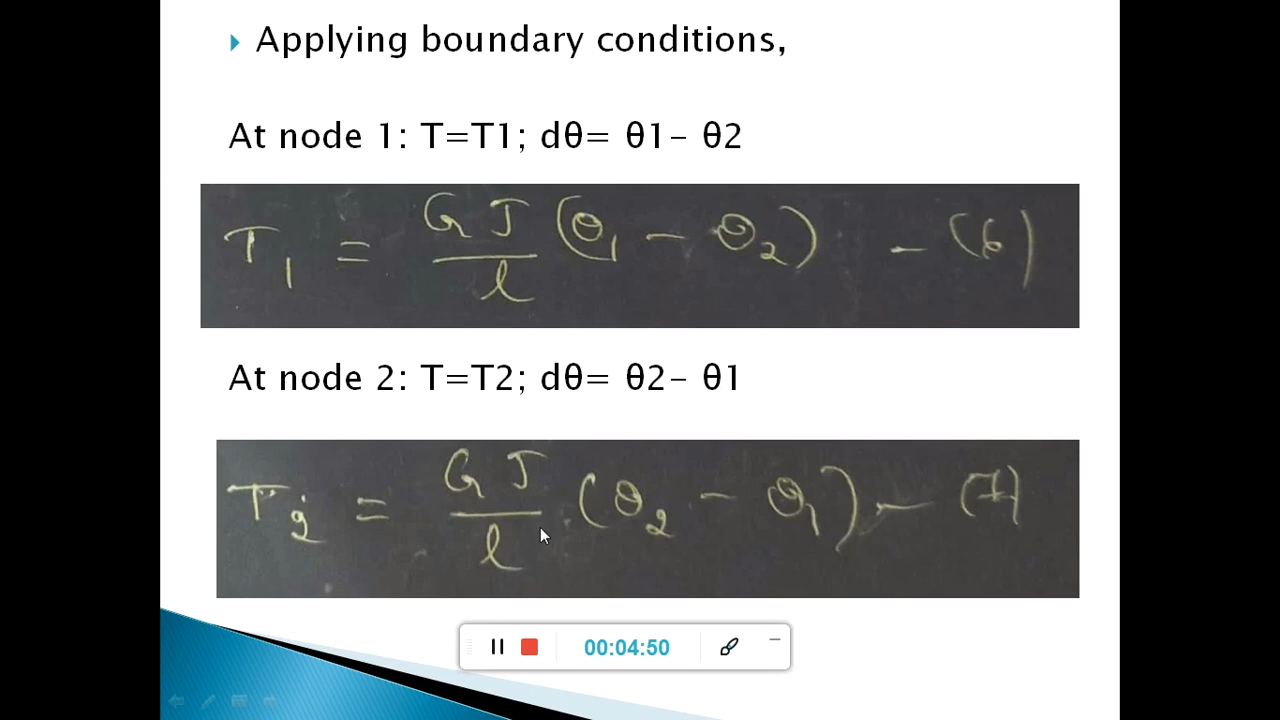 Applying boundary conditions,
At node 1: T=T1; dθ= θ1- θ2
T₁ = GJ/l (θ₁ - θ₂) - (6)
At node 2: T=T2; dθ= θ2- θ1
T₂ = GJ/l (θ₂ - θ₁) - (7)
00:04:50